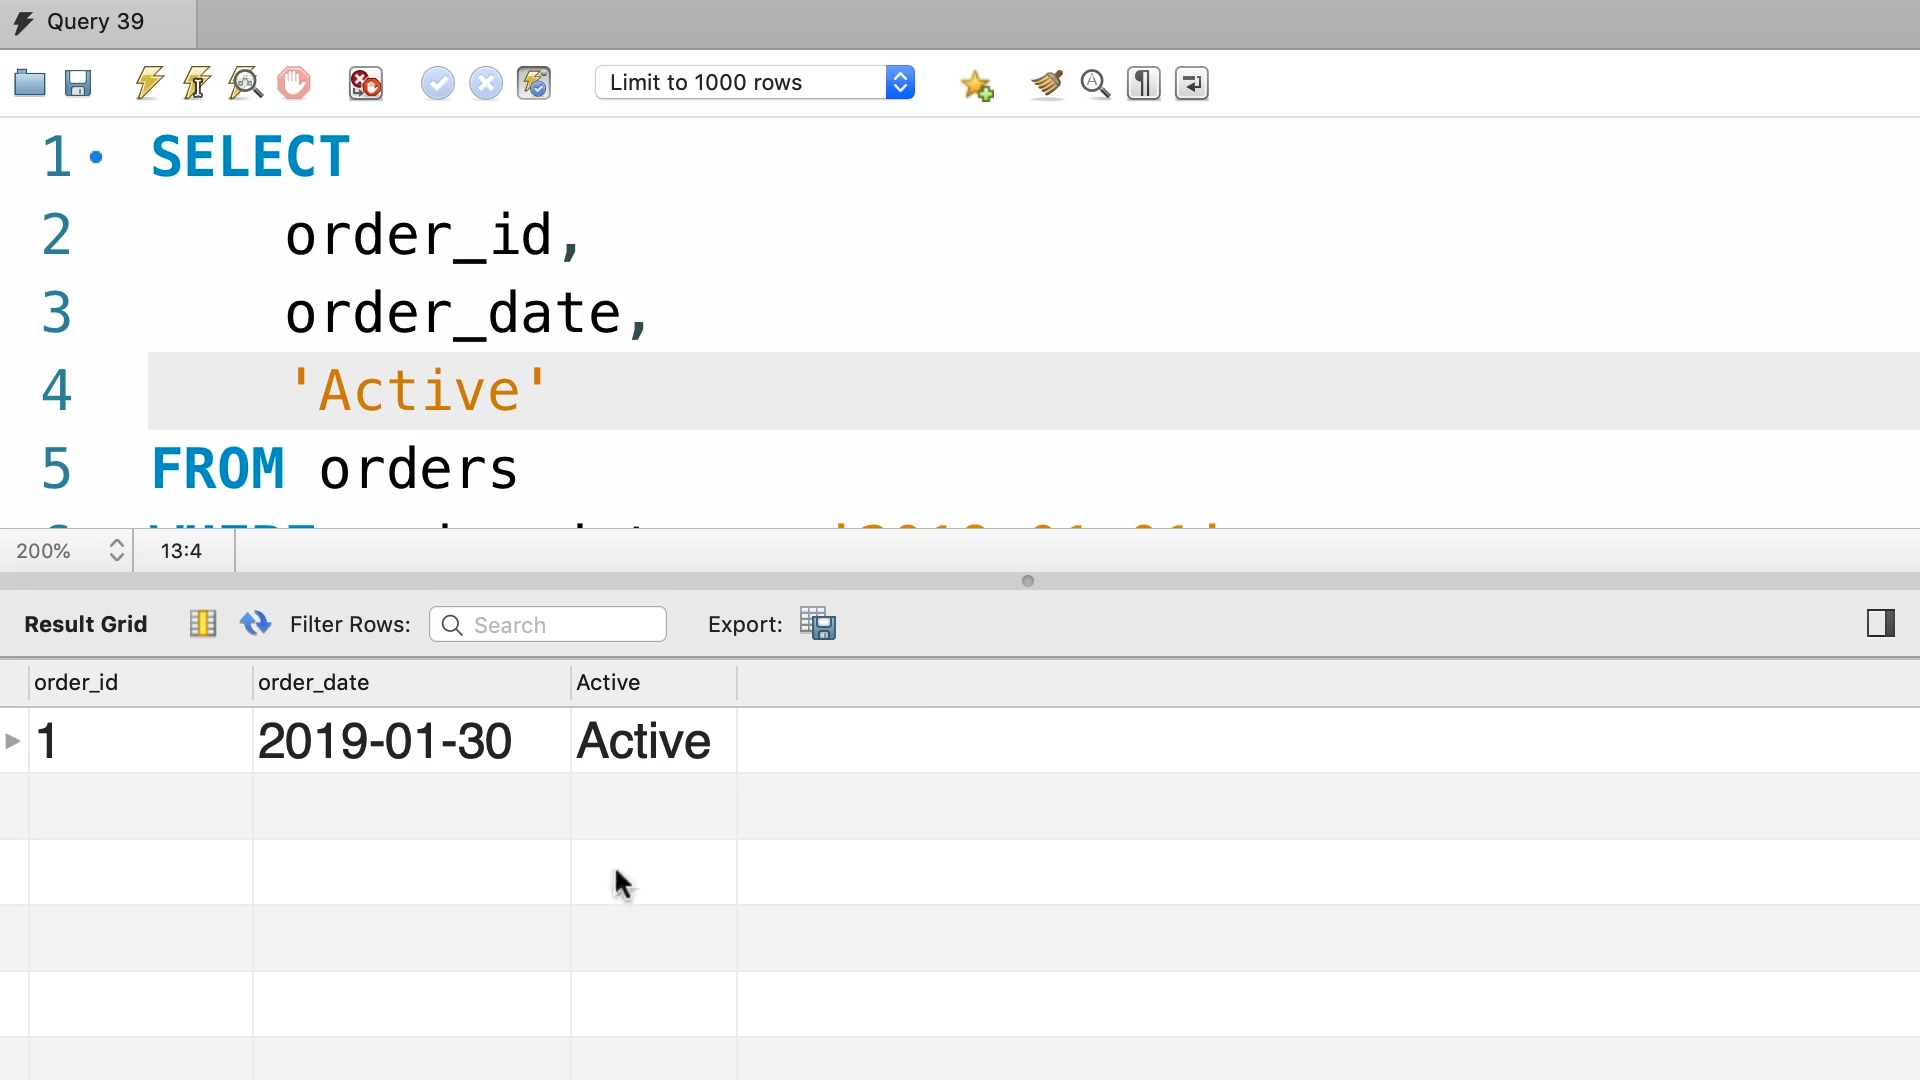 Query 39
Limit to 1000 rows
1 SELECT
2 order_id,
3 order_date,
4 'Active'
5 FROM orders
200% 13:4
Result Grid Filter Rows: Search Export:
order_id order_date Active
1 2019-01-30 Active